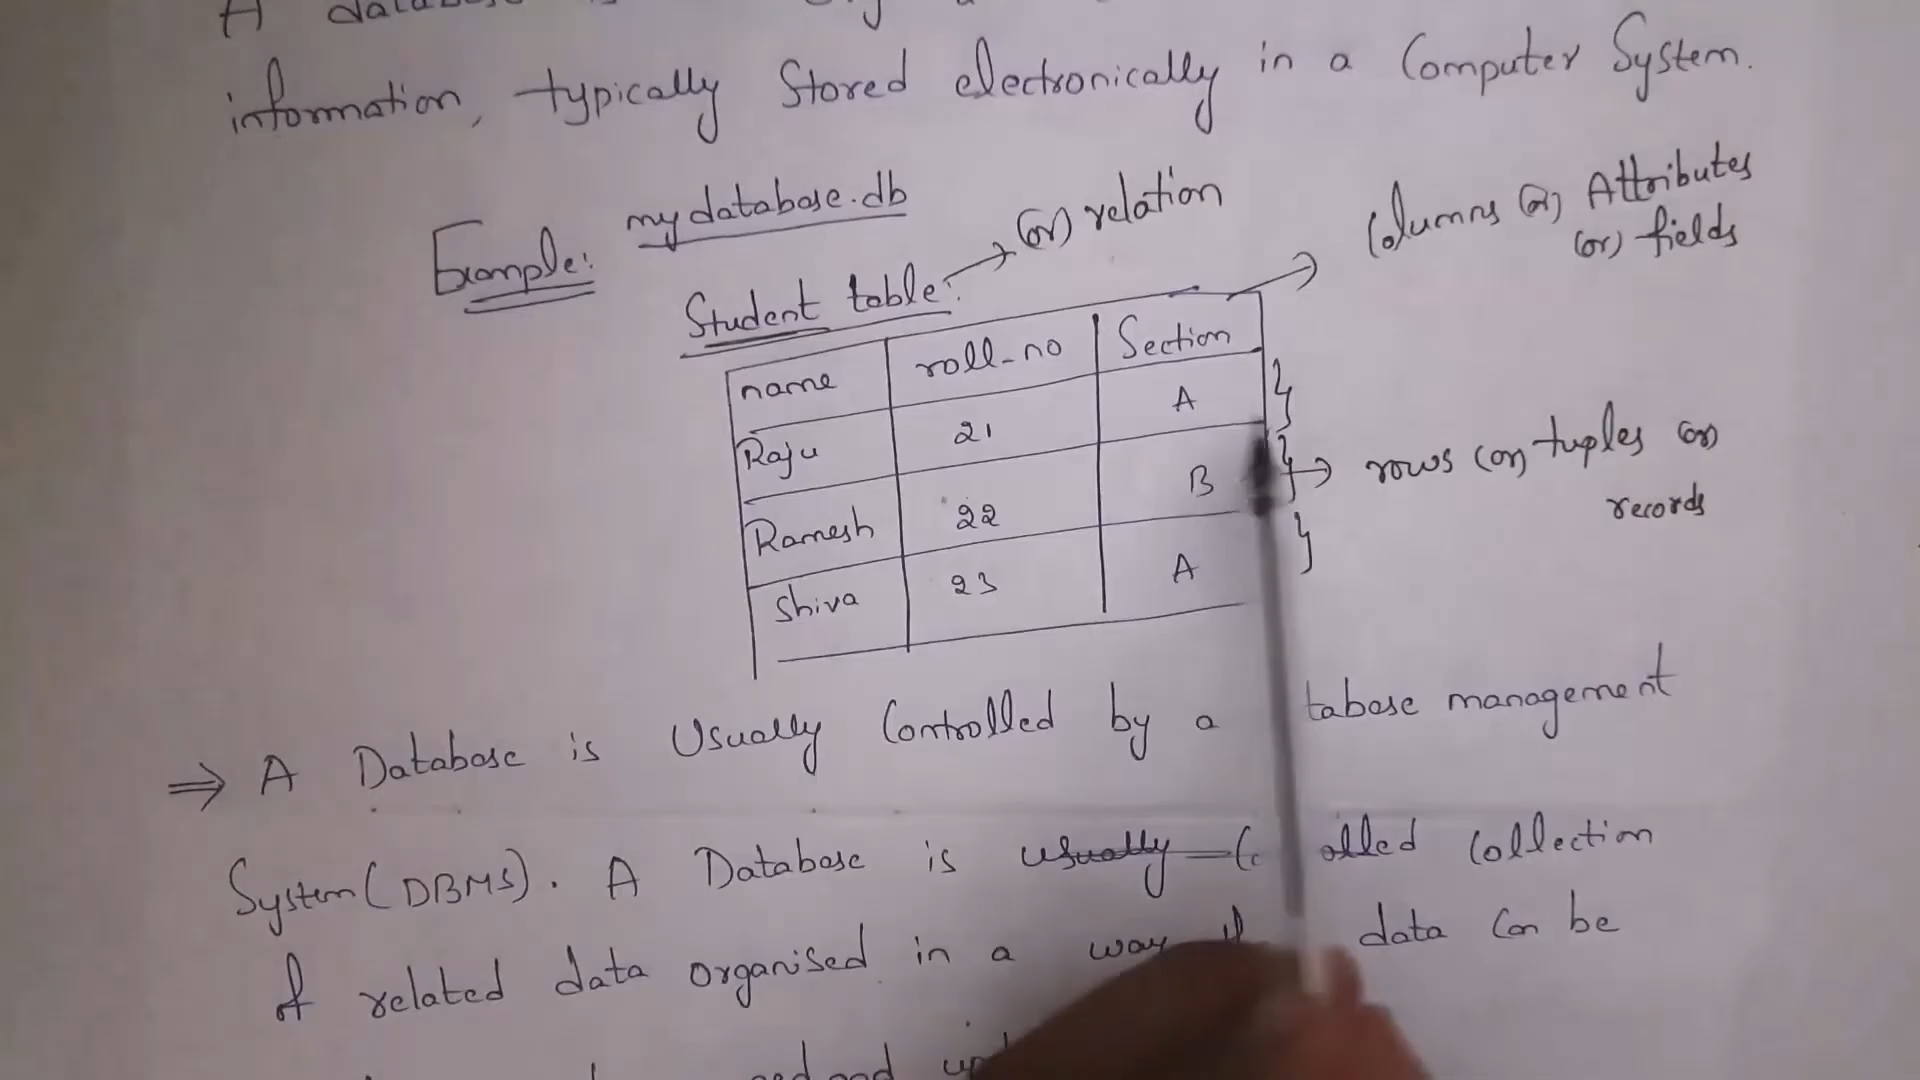 A
information, typically Stored electronically in a Computer System.
Example: mydatabase.db
Student table: → (or) relation
→ Columns (or) Attributes
(or) fields
name roll-no Section
Raju 21 A
Ramesh 22 B
Shiva 23 A
} } } → rows (or) tuples (or)
records
⇒ A Database is Usually Controlled by a tabase management
System (DBMS). A Database is usually olled Collection
of related data organised in a way data Can be